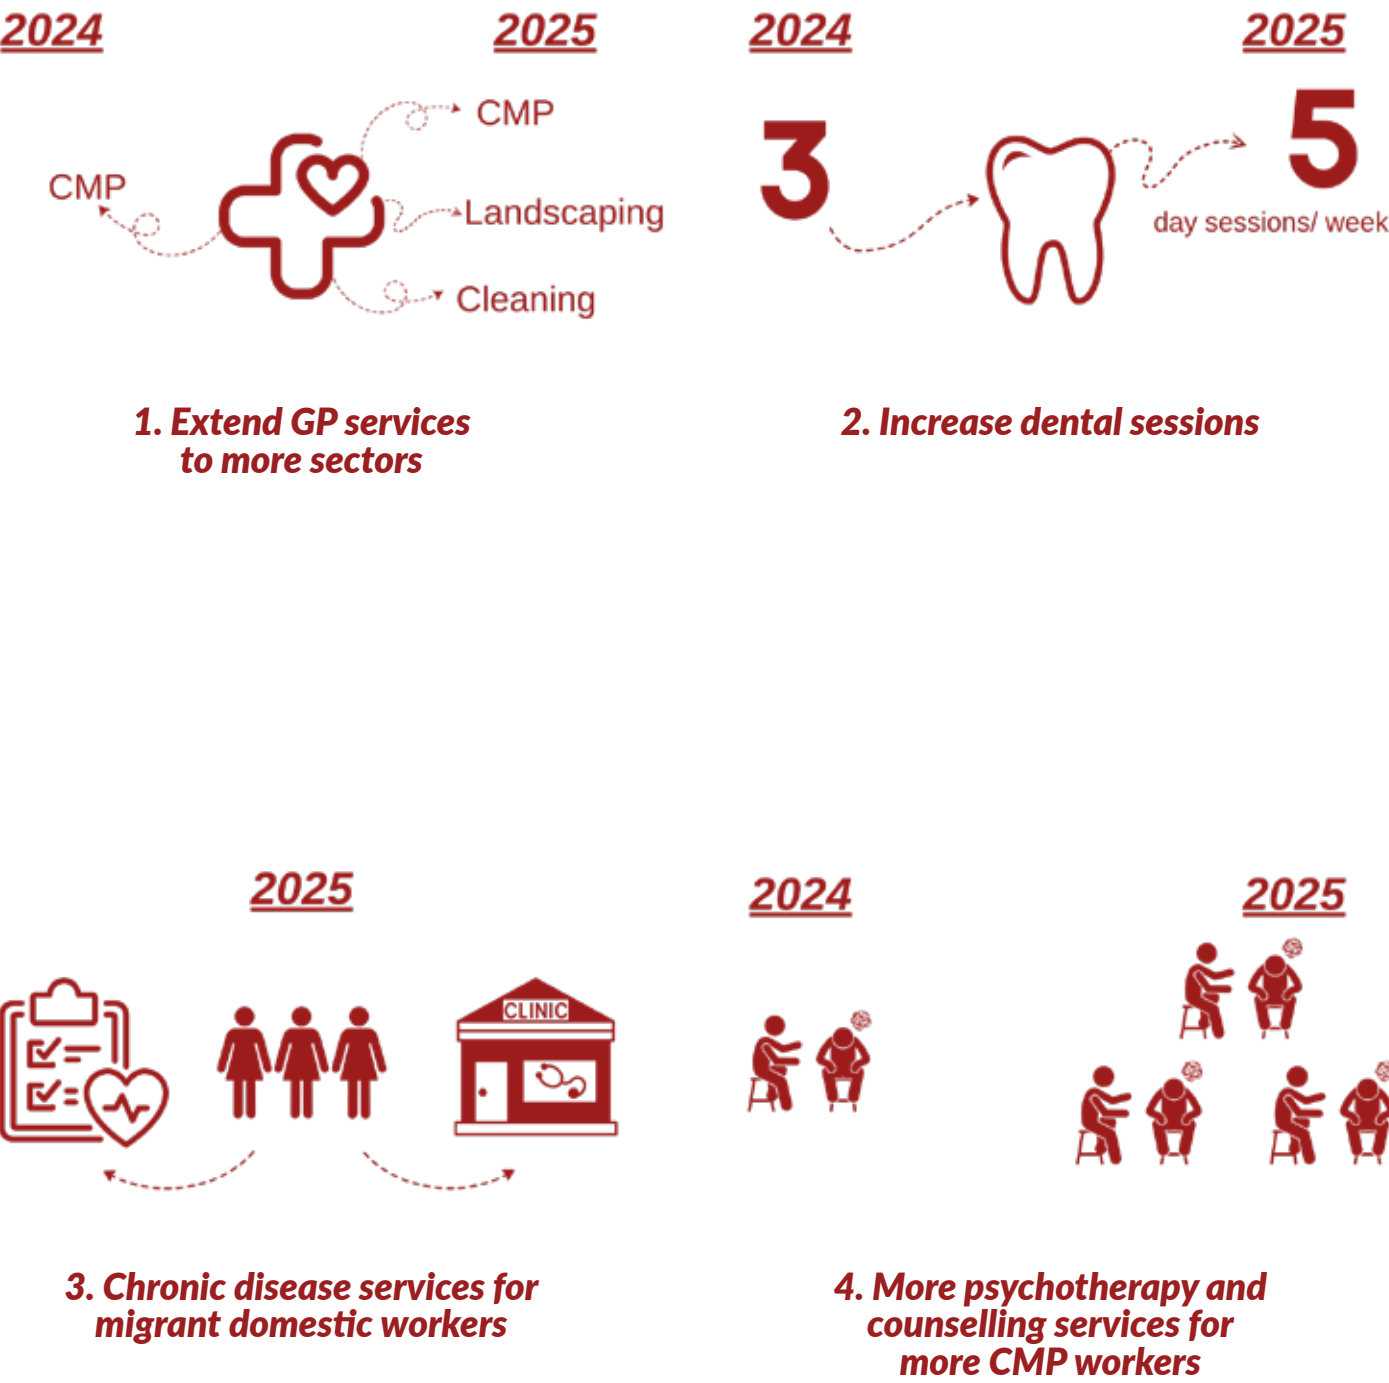 2024
2025
CMP
CMP
Landscaping
Cleaning
1. Extend GP services
to more sectors
2024
2025
3
5
day sessions/ week
2. Increase dental sessions
2025
CLINIC
3. Chronic disease services for
migrant domestic workers
2024
2025
4. More psychotherapy and
counselling services for
more CMP workers